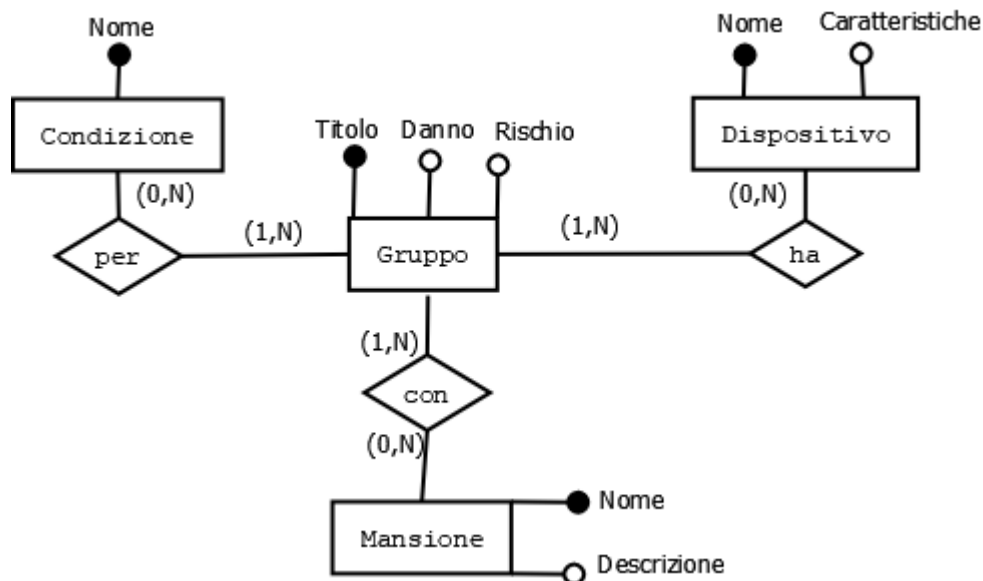 Nome
Nome
Caratteristiche
Condizione
Titolo
Danno
Rischio
Dispositivo
(0,N)
(0,N)
per
(1,N)
Gruppo
(1,N)
ha
(1,N)
con
(0,N)
Mansione
Nome
Descrizione